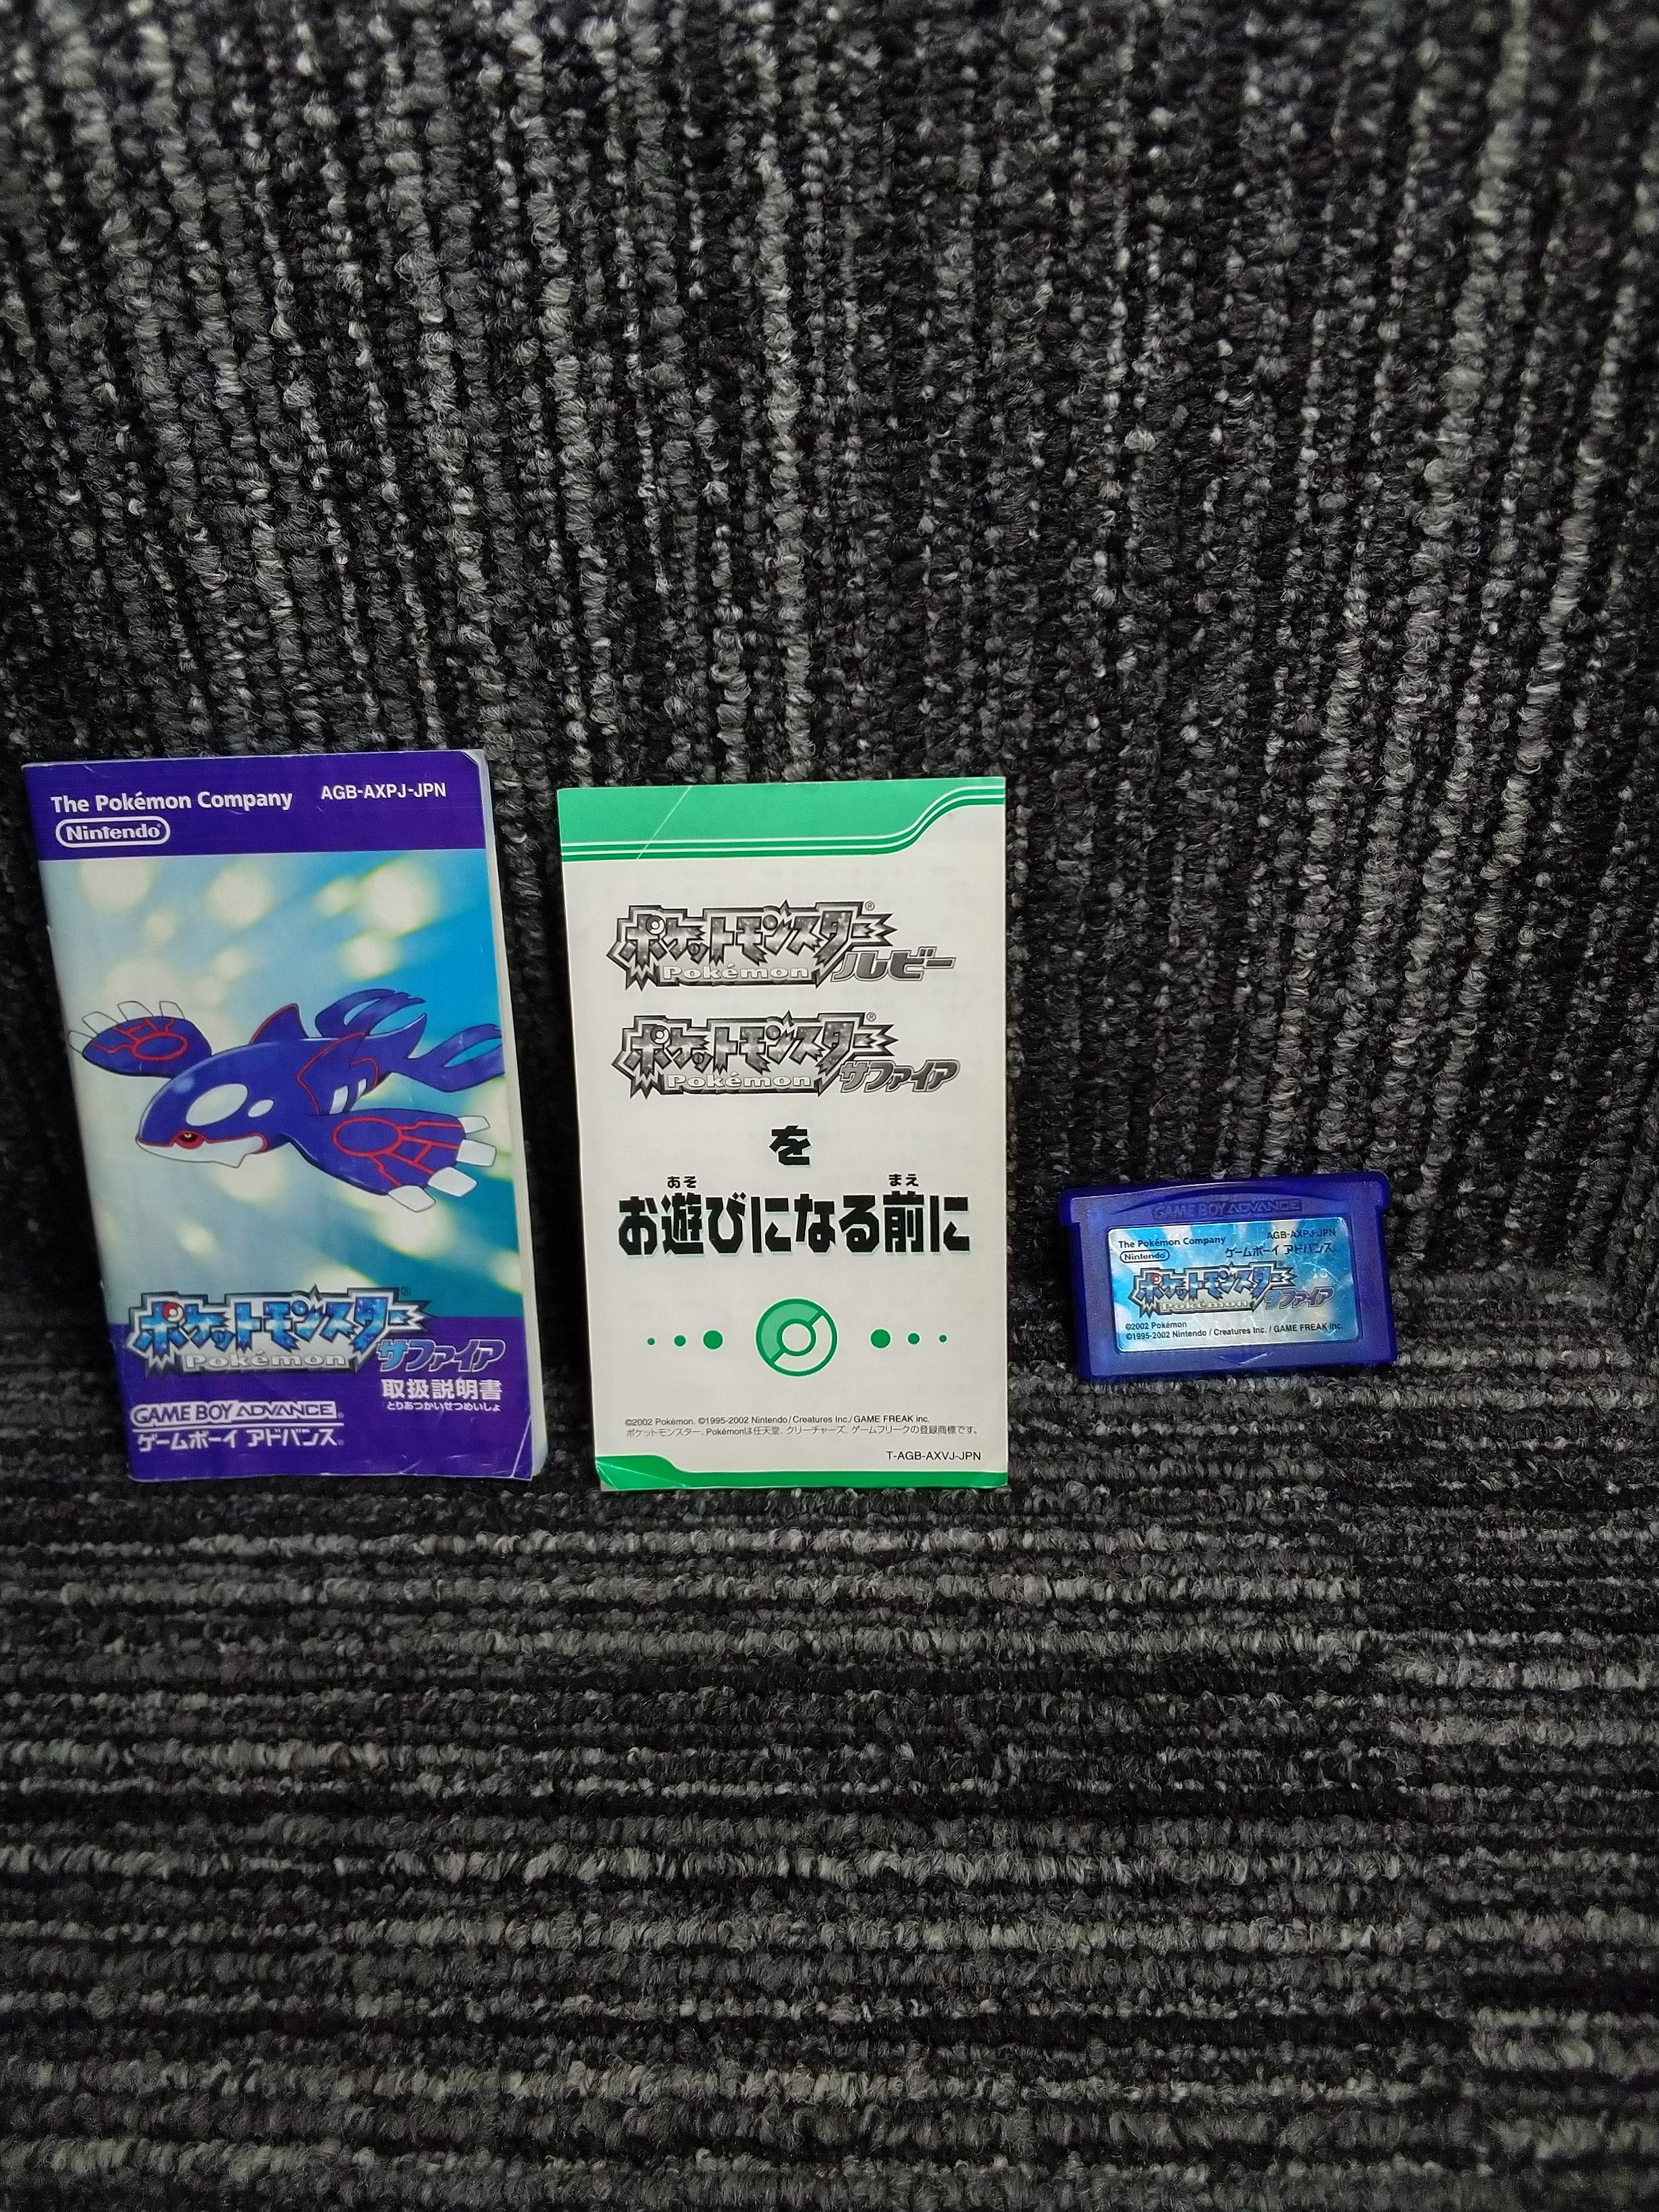 The Pokémon Company AGB-AXPJ-JPN
Nintendo®
ポケットモンスター®
Pokémon サファイア
取扱説明書
とりあつかいせつめいしょ
GAME BOY ADVANCE®
ゲームボーイ アドバンス®
ポケットモンスター®
Pokémon ルビー
ポケットモンスター®
Pokémon サファイア
を
あそ まえ
お遊びになる前に
©2002 Pokémon. ©1995-2002 Nintendo/Creatures Inc./GAME FREAK inc.
ポケットモンスター、Pokémonは任天堂、クリーチャーズ、ゲームフリークの登録商標です。
T-AGB-AXVJ-JPN
GAME BOY ADVANCE
The Pokémon Company AGB-AXPJ-JPN
Nintendo ゲームボーイ アドバンス
ポケットモンスター
Pokémon サファイア
©2002 Pokémon
©1995-2002 Nintendo / Creatures Inc. / GAME FREAK inc.